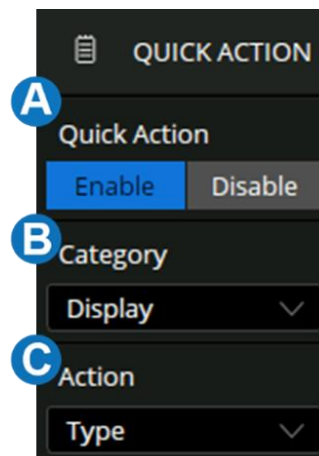 QUICK ACTION
A
Quick Action
Enable Disable
B
Category
Display
C
Action
Type